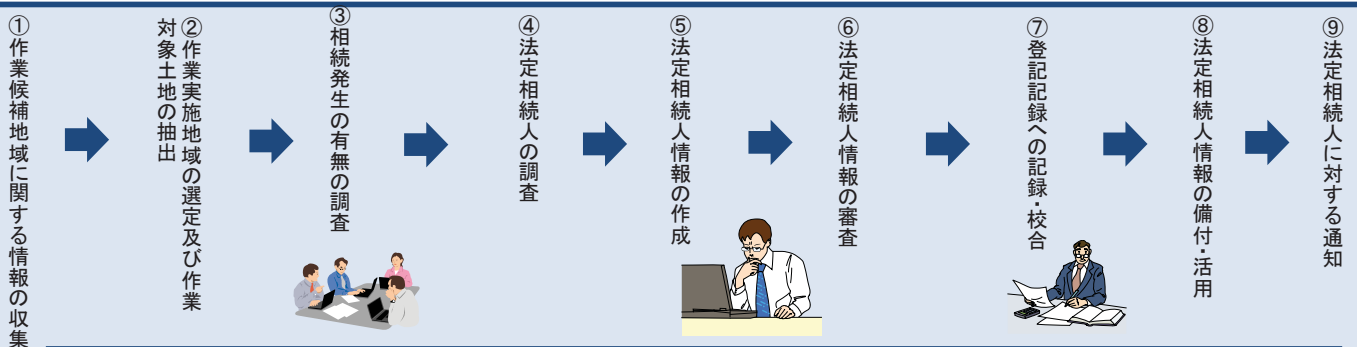 ①作業候補地域に関する情報の収集
②作業実施地域の選定及び作業
対象土地の抽出
③相続発生の有無の調査
④法定相続人の調査
⑤法定相続人情報の作成
⑥法定相続人情報の審査
⑦登記記録への記録・校合
⑧法定相続人情報の備付・活用
⑨法定相続人に対する通知